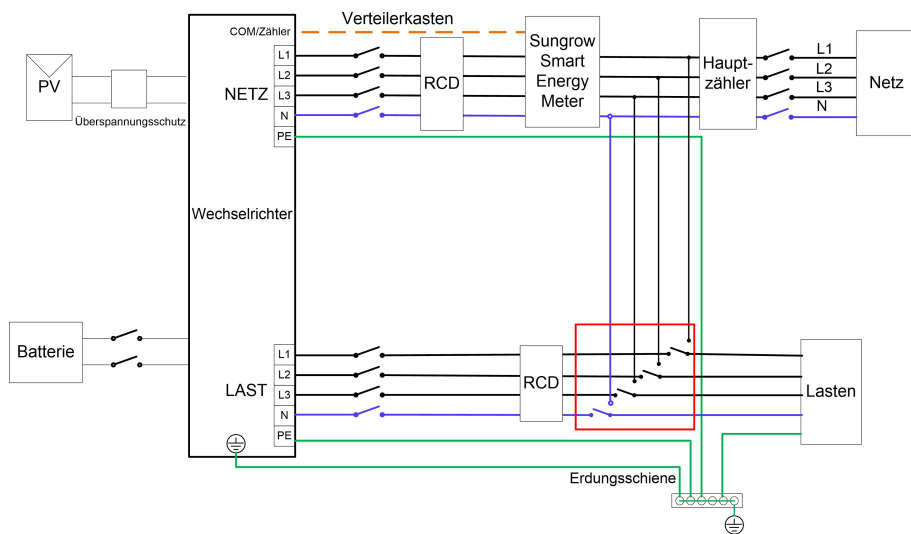 Verteilerkasten
COM/Zähler
PV
Überspannungsschutz
NETZ
L1
L2
L3
N
PE
RCD
Sungrow
Smart
Energy
Meter
Haupt-
zähler
L1
L2
L3
N
Netz
Wechselrichter
Batterie
LAST
L1
L2
L3
N
PE
RCD
Lasten
Erdungsschiene